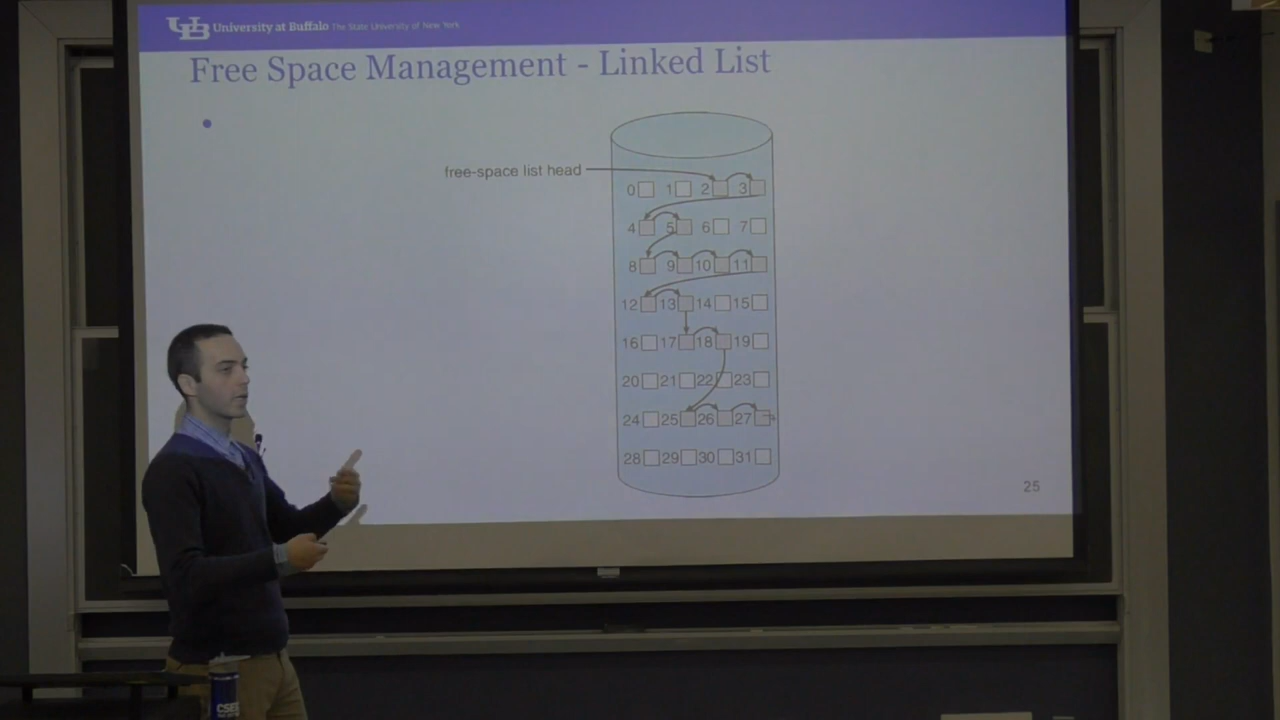 UB University at Buffalo The State University of New York
Free Space Management - Linked List
free-space list head
0 1 2 3
4 5 6 7
8 9 10 11
12 13 14 15
16 17 18 19
20 21 22 23
24 25 26 27
28 29 30 31
25